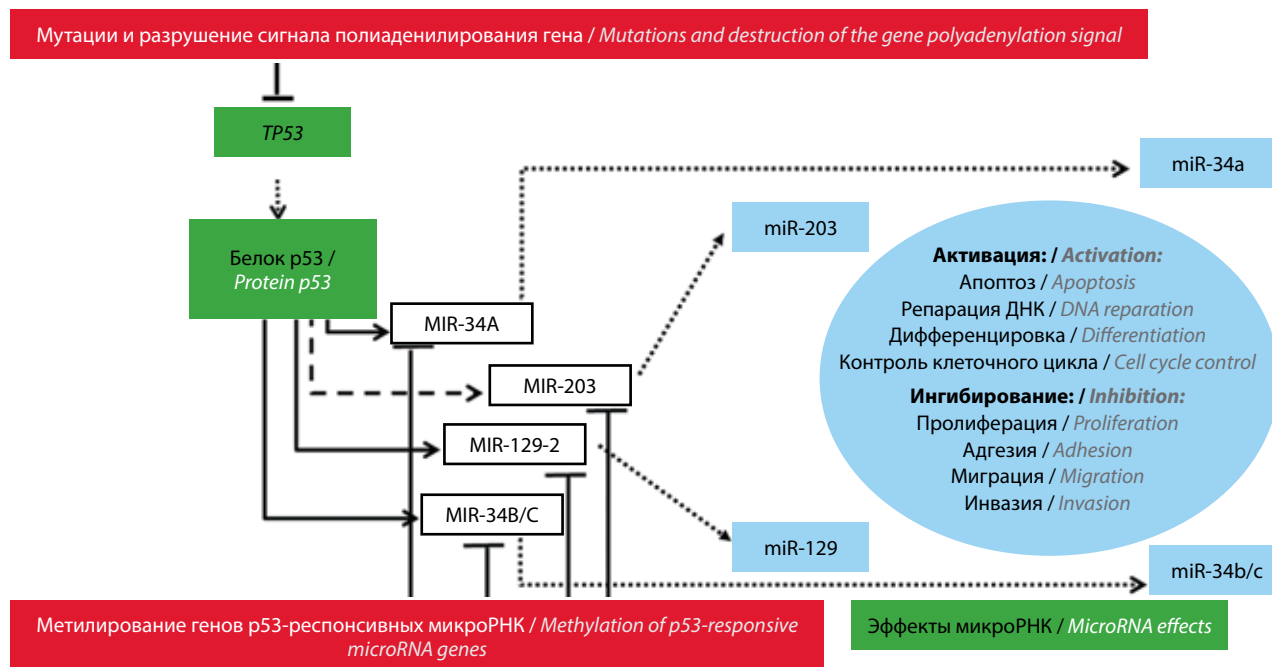 Мутации и разрушение сигнала полиаденилирования гена / Mutations and destruction of the gene polyadenylation signal
TP53
Белок p53 /
Protein p53
MIR-34A
MIR-203
MIR-129-2
MIR-34B/C
miR-34a
miR-203
Активация: / Activation:
Апоптоз / Apoptosis
Репарация ДНК / DNA reparation
Дифференцировка / Differentiation
Контроль клеточного цикла / Cell cycle control
Ингибирование: / Inhibition:
Пролиферация / Proliferation
Адгезия / Adhesion
Миграция / Migration
Инвазия / Invasion
miR-129
miR-34b/c
Метилирование генов р53-респонсивных микроРНК / Methylation of p53-responsive
microRNA genes
Эффекты микроРНК / MicroRNA effects